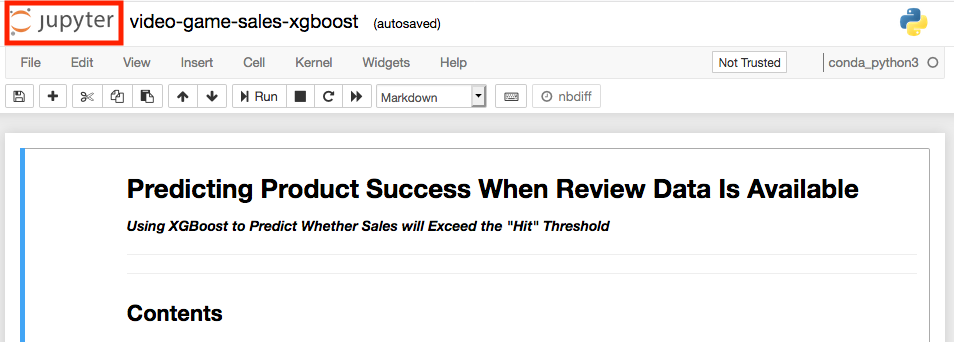 jupyter video-game-sales-xgboost (autosaved)
File Edit View Insert Cell Kernel Widgets Help Not Trusted conda_python3
Run Markdown nbdiff
Predicting Product Success When Review Data Is Available
Using XGBoost to Predict Whether Sales will Exceed the "Hit" Threshold
Contents